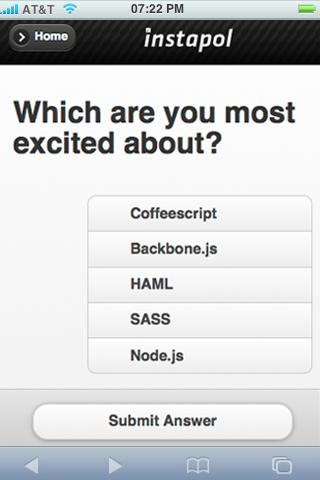 AT&T 07:22 PM
Home instapol
Which are you most
excited about?
Coffeescript
Backbone.js
HAML
SASS
Node.js
Submit Answer